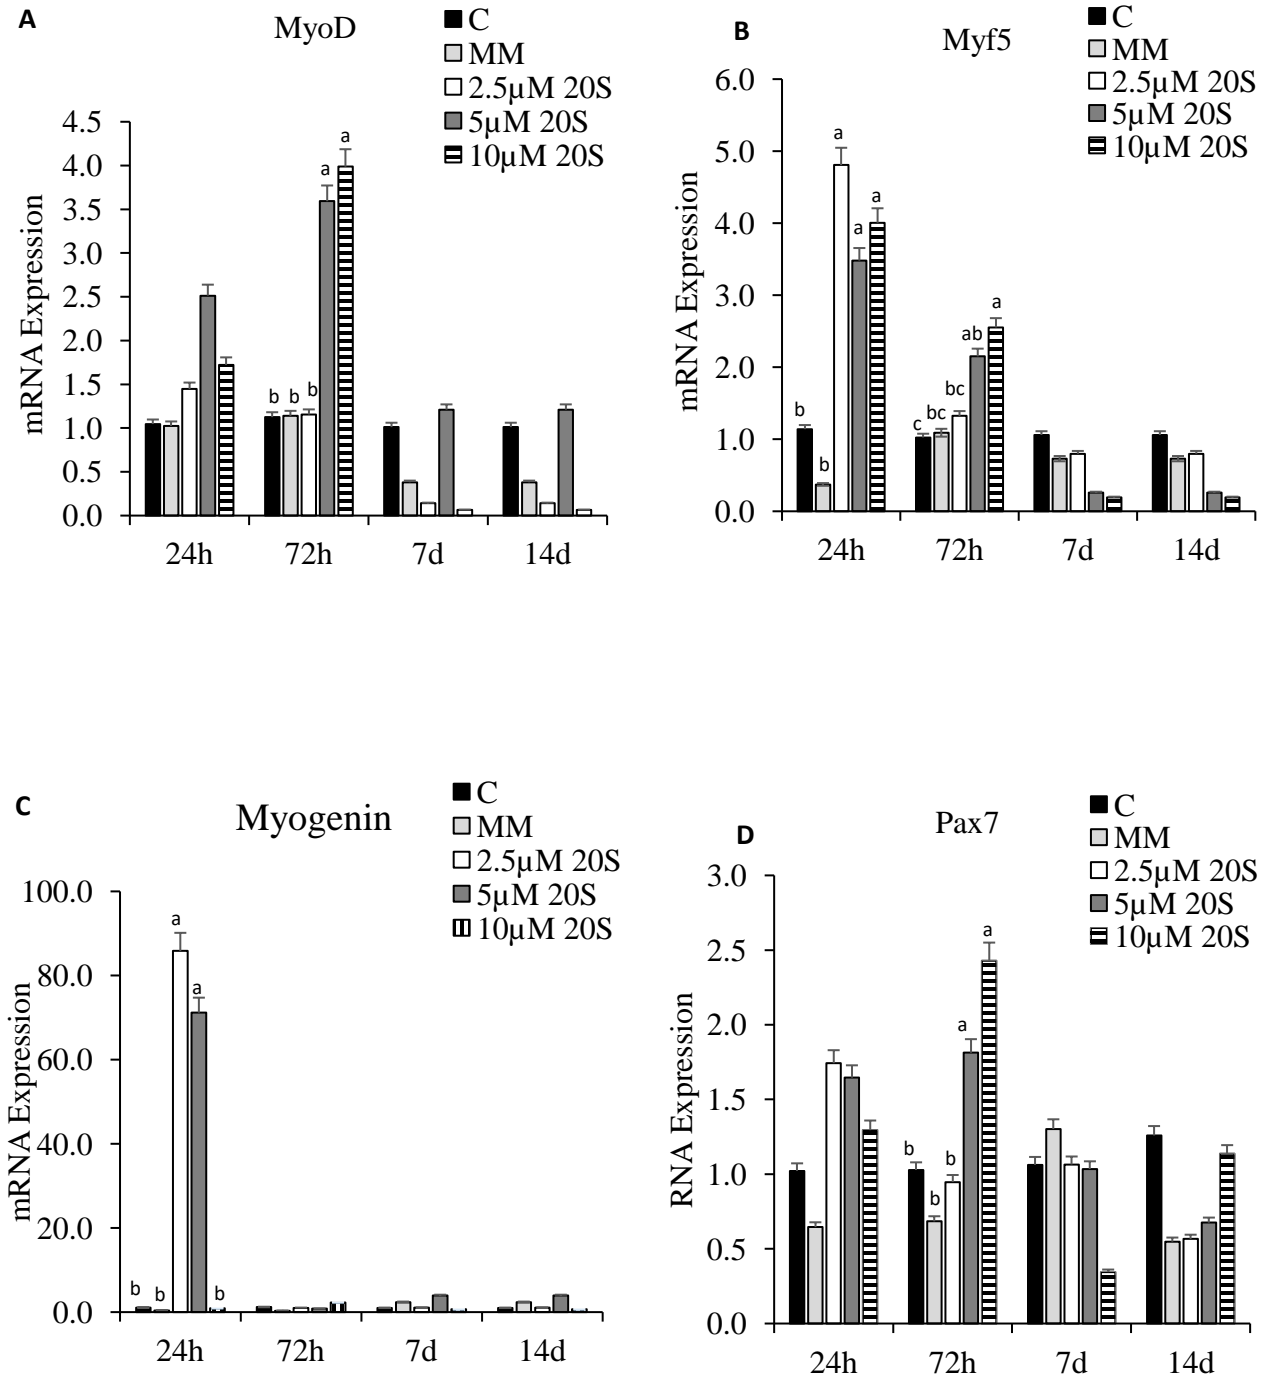 A
MyoD
C
MM
2.5µM 20S
5µM 20S
10µM 20S
mRNA Expression
4.5
4.0
3.5
3.0
2.5
2.0
1.5
1.0
0.5
0.0
b b b a a
24h 72h 7d 14d
B
Myf5
C
MM
2.5µM 20S
5µM 20S
10µM 20S
mRNA Expression
6.0
5.0
4.0
3.0
2.0
1.0
0.0
b b a a a c bc bc ab a
24h 72h 7d 14d
C
Myogenin
C
MM
2.5µM 20S
5µM 20S
10µM 20S
mRNA Expression
100.0
80.0
60.0
40.0
20.0
0.0
b b a a b
24h 72h 7d 14d
D
Pax7
C
MM
2.5µM 20S
5µM 20S
10µM 20S
RNA Expression
3.0
2.5
2.0
1.5
1.0
0.5
0.0
b b b a a
24h 72h 7d 14d